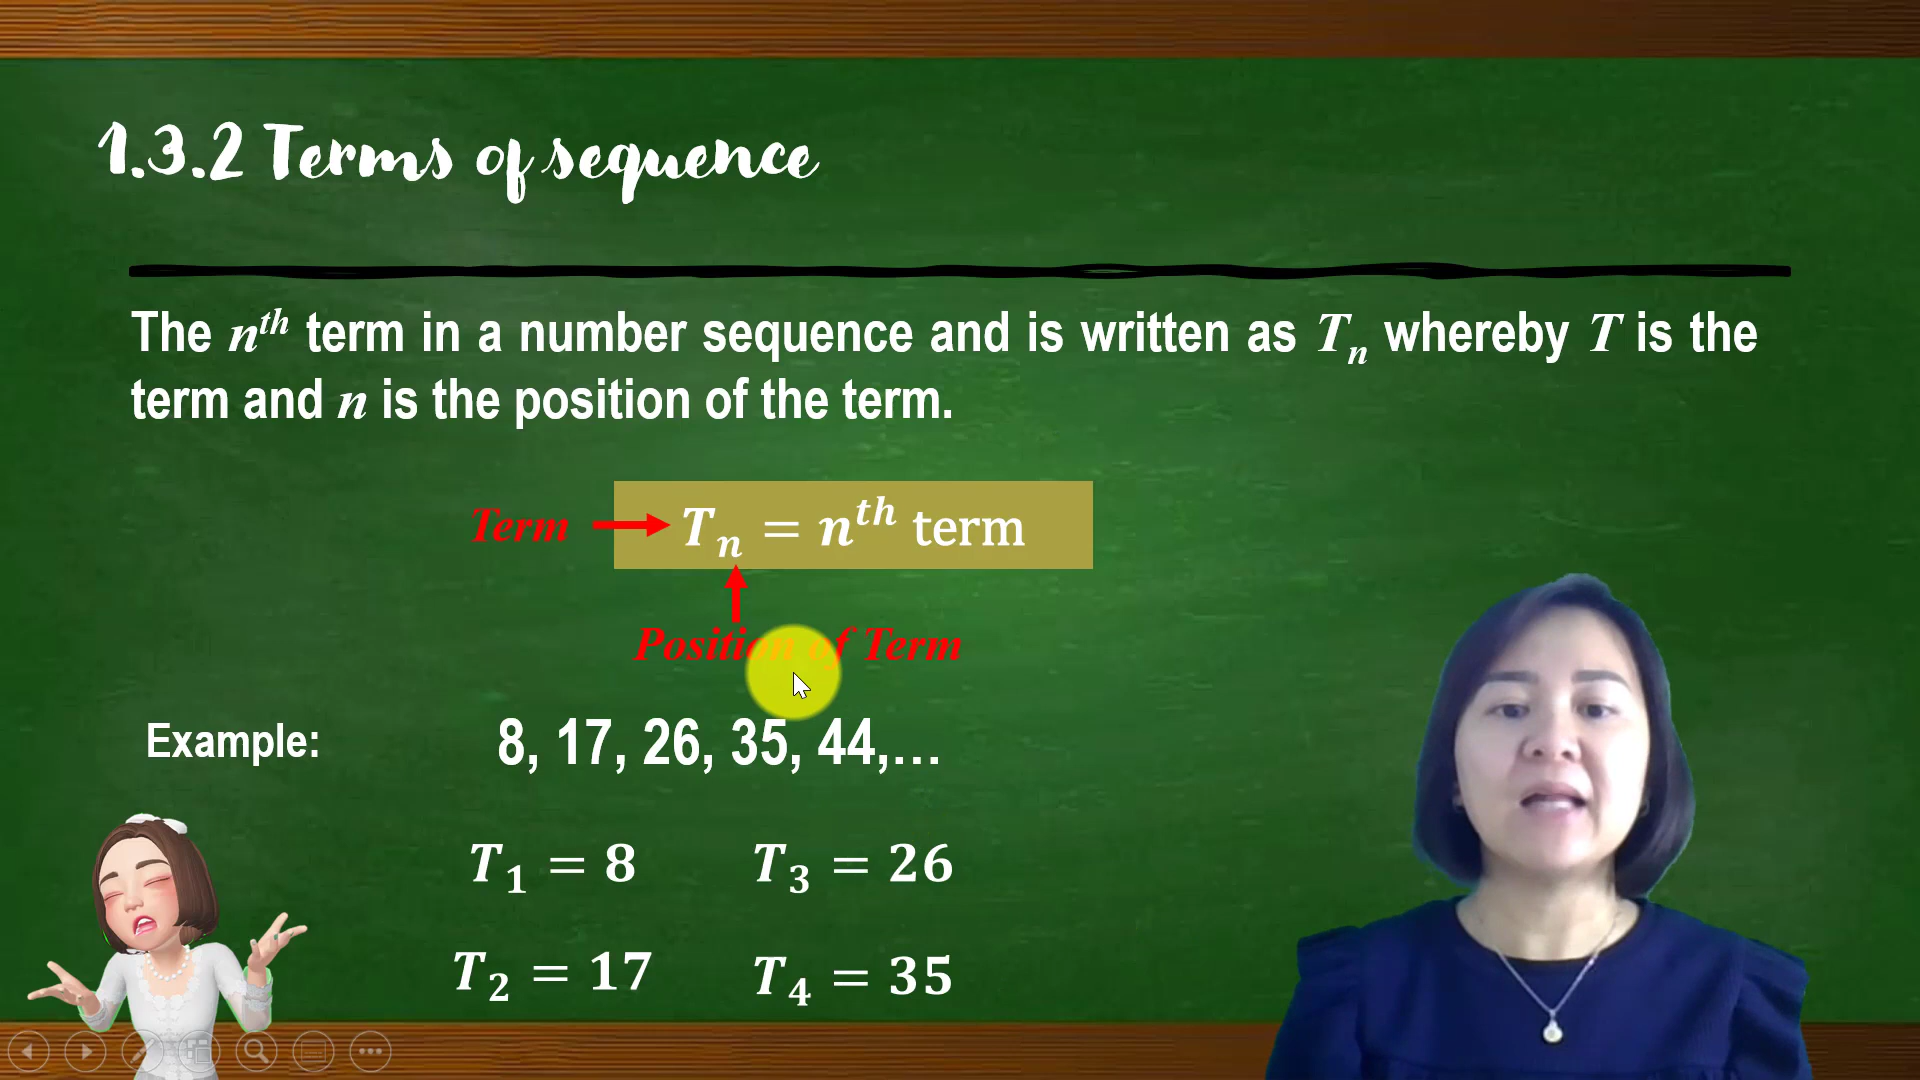 1.3.2 Terms of sequence
The nth term in a number sequence and is written as Tn whereby T is the
term and n is the position of the term.
Term
Tn = nth term
Position of Term
Example:
8, 17, 26, 35, 44,...
T1 = 8
T3 = 26
T2 = 17
T4 = 35